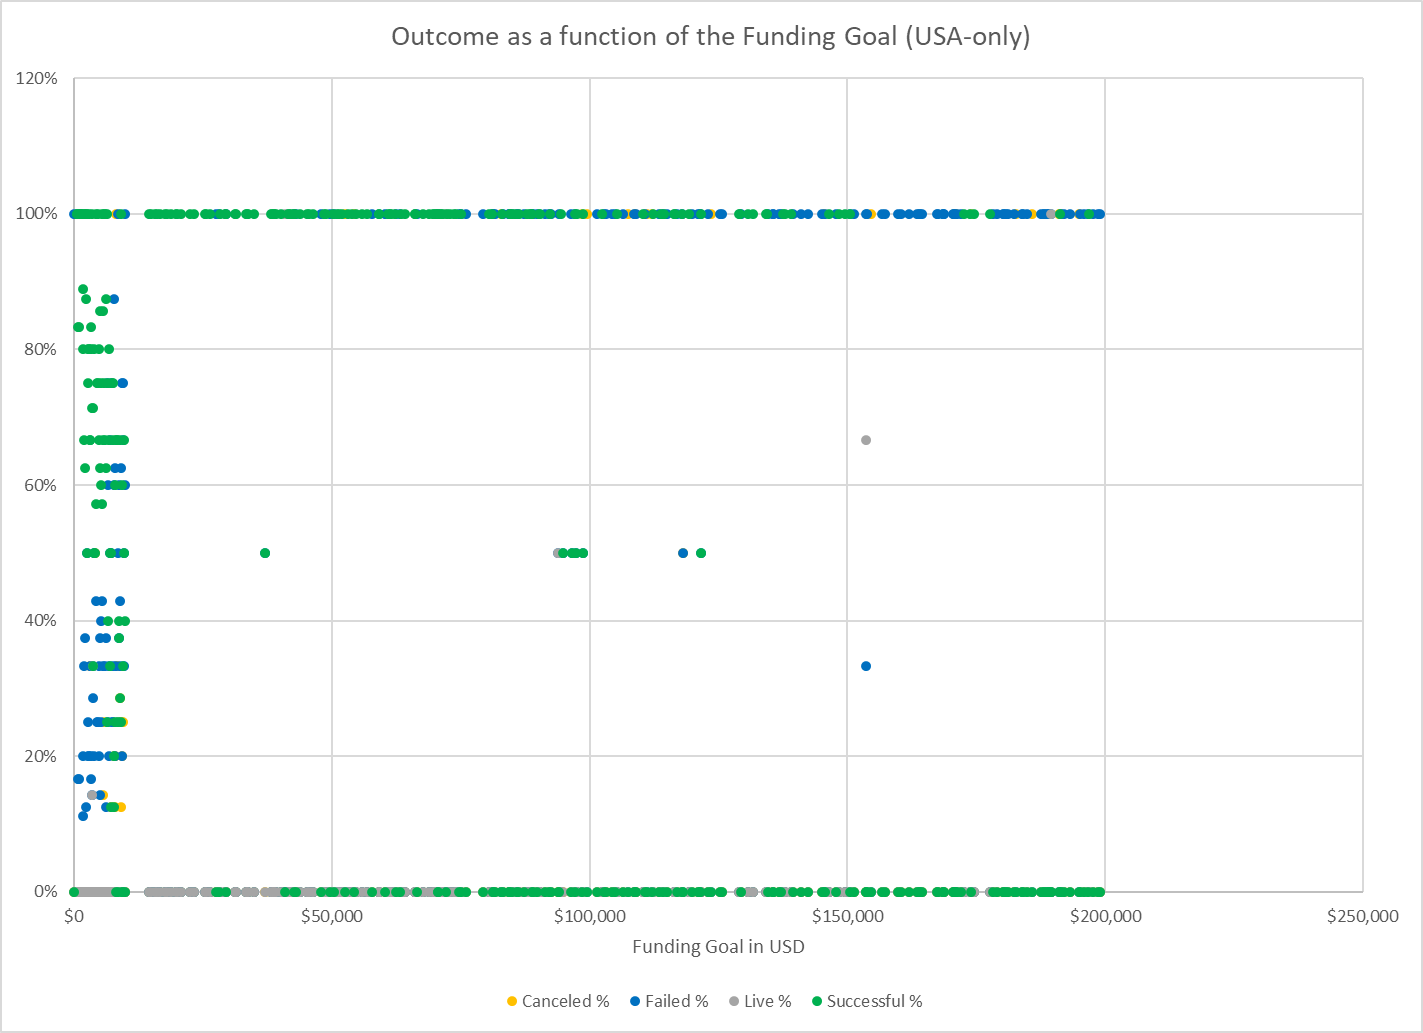 Outcome as a function of the Funding Goal (USA-only)
120%
100%
80%
60%
40%
20%
0%
$0 $50,000 $100,000 $150,000 $200,000 $250,000
Funding Goal in USD
Canceled % Failed % Live % Successful %